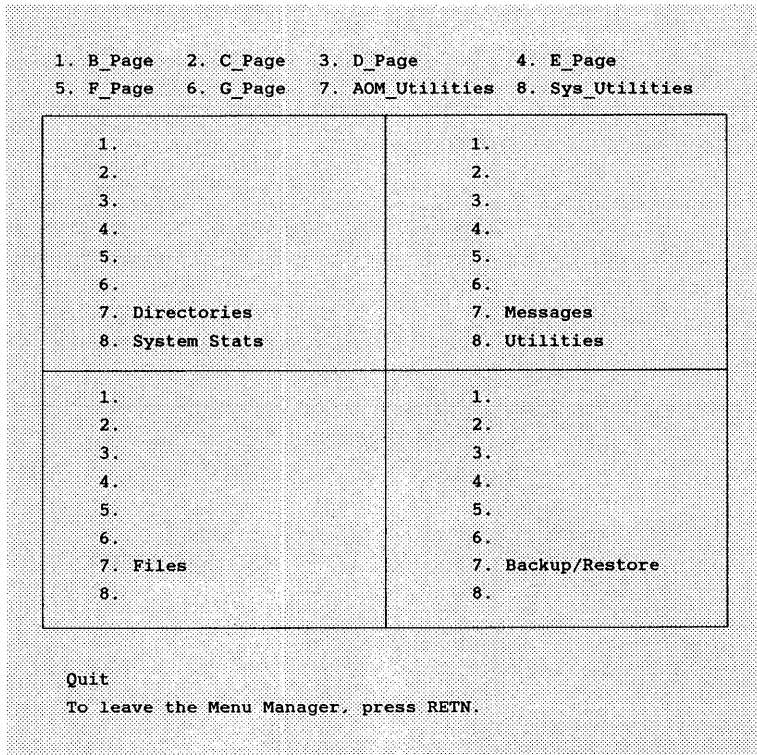 1. B_Page 2. C_Page 3. D_Page 4. E_Page
5. F_Page 6. G_Page 7. AOM_Utilities 8. Sys_Utilities
1.
2.
3.
4.
5.
6.
7. Directories
8. System Stats
1.
2.
3.
4.
5.
6.
7. Messages
8. Utilities
1.
2.
3.
4.
5.
6.
7. Files
8.
1.
2.
3.
4.
5.
6.
7. Backup/Restore
8.
Quit
To leave the Menu Manager, press RETN.